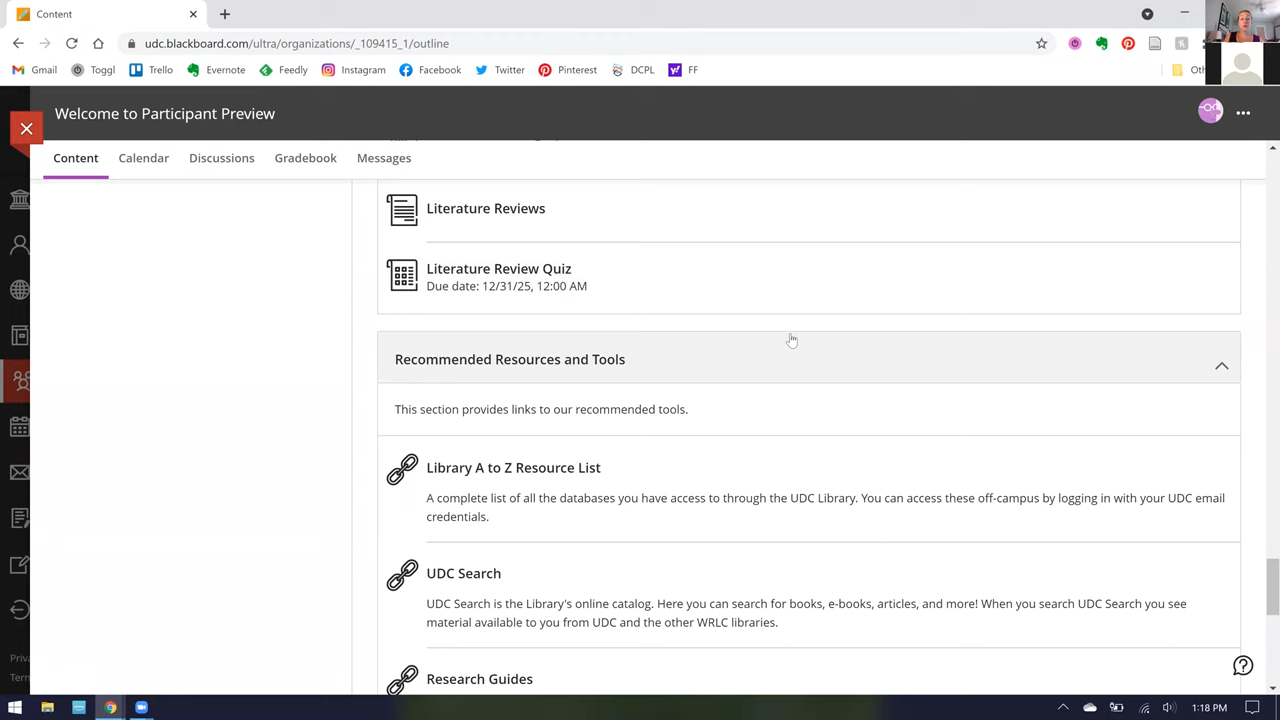 Content
udc.blackboard.com/ultra/organizations/_109415_1/outline
Gmail Toggl Trello Evernote Feedly Instagram Facebook Twitter Pinterest DCPL FF
Welcome to Participant Preview
Content Calendar Discussions Gradebook Messages
Literature Reviews
Literature Review Quiz
Due date: 12/31/25, 12:00 AM
Recommended Resources and Tools
This section provides links to our recommended tools.
Library A to Z Resource List
A complete list of all the databases you have access to through the UDC Library. You can access these off-campus by logging in with your UDC email
credentials.
UDC Search
UDC Search is the Library's online catalog. Here you can search for books, e-books, articles, and more! When you search UDC Search you see
material available to you from UDC and the other WRLC libraries.
Research Guides
1:18 PM